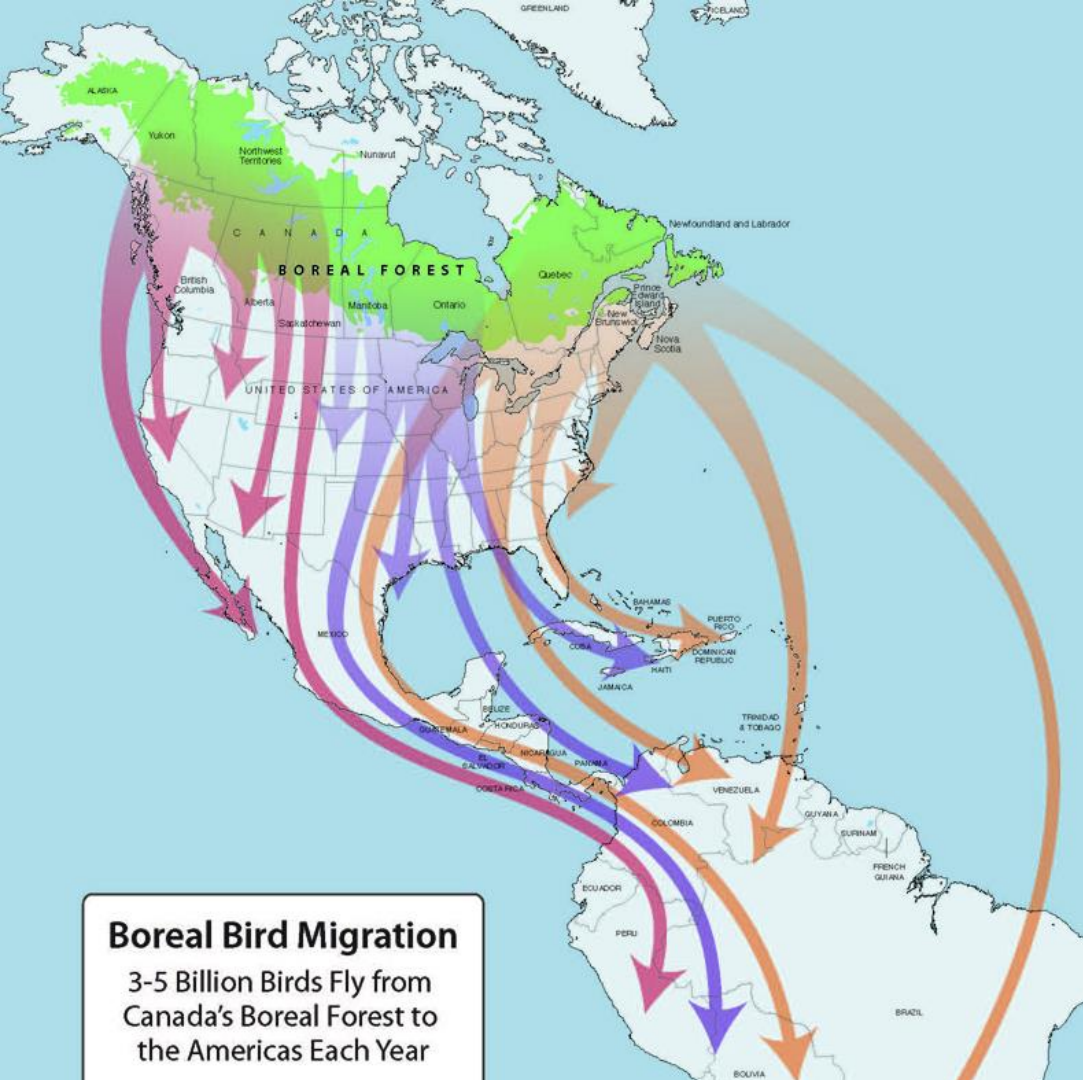 GREENLAND
ICELAND
ALASKA
Yukon
Northwest
Territories
Nunavut
Newfoundland and Labrador
CANADA
BOREAL FOREST
Quebec
British
Columbia
Alberta
Saskatchewan
Manitoba
Ontario
Prince
Edward
Island
New
Brunswick
Nova
Scotia
UNITED STATES OF AMERICA
BAHAMAS
PUERTO
RICO
MEXICO
CUBA
DOMINICAN
REPUBLIC
HAITI
JAMAICA
BELIZE
GUATEMALA
HONDURAS
TRINIDAD
& TOBAGO
NICARAGUA
EL
SALVADOR
PANAMA
COSTA RICA
VENEZUELA
COLOMBIA
GUYANA
SURINAM
FRENCH
GUIANA
ECUADOR
PERU
BRAZIL
BOLIVIA
Boreal Bird Migration
3-5 Billion Birds Fly from
Canada's Boreal Forest to
the Americas Each Year